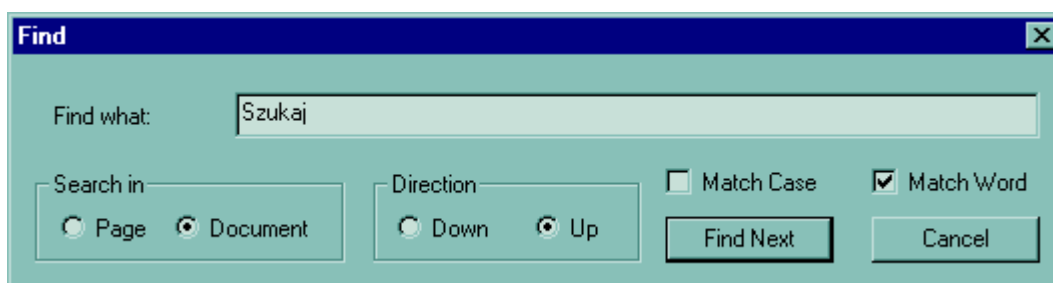 Find
Find what: Szukaj
Search in Direction Match Case Match Word
Page Document Down Up Find Next Cancel